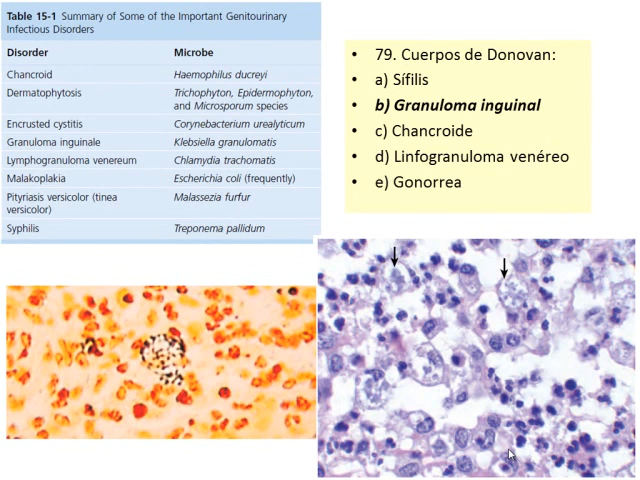 Table 15-1 Summary of Some of the Important Genitourinary
Infectious Disorders
Disorder Microbe
Chancroid Haemophilus ducreyi
Dermatophytosis Trichophyton, Epidermophyton,
and Microsporum species
Encrusted cystitis Corynebacterium urealyticum
Granuloma inguinale Klebsiella granulomatis
Lymphogranuloma venereum Chlamydia trachomatis
Malakoplakia Escherichia coli (frequently)
Pityriasis versicolor (tinea Malassezia furfur
versicolor)
Syphilis Treponema pallidum
• 79. Cuerpos de Donovan:
• a) Sífilis
• b) Granuloma inguinal
• c) Chancroide
• d) Linfogranuloma venéreo
• e) Gonorrea